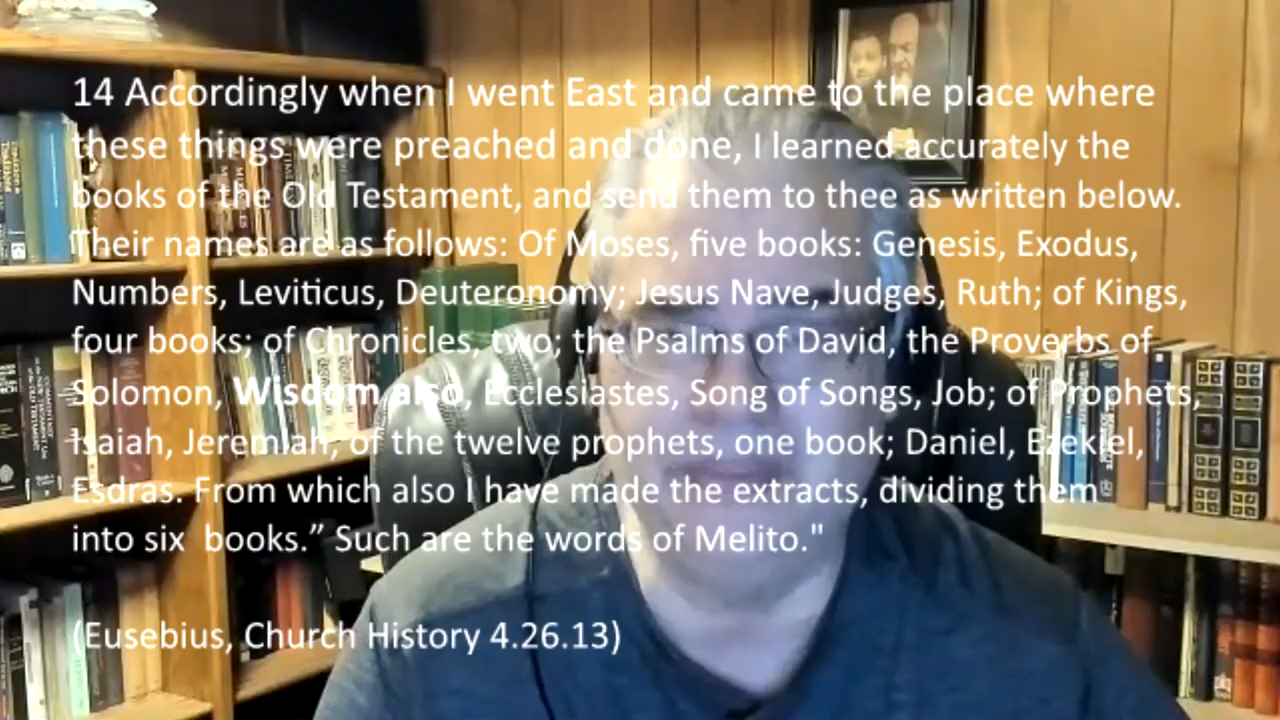 14 Accordingly when I went East and came to the place where
these things were preached and done, I learned accurately the
books of the Old Testament, and send them to thee as written below.
Their names are as follows: Of Moses, five books: Genesis, Exodus,
Numbers, Leviticus, Deuteronomy; Jesus Nave, Judges, Ruth; of Kings,
four books; of Chronicles, two; the Psalms of David, the Proverbs of
Solomon, Wisdom also, Ecclesiastes, Song of Songs, Job; of Prophets,
Isaiah, Jeremiah; of the twelve prophets, one book; Daniel, Ezekiel,
Esdras. From which also I have made the extracts, dividing them
into six  books.” Such are the words of Melito."
(Eusebius, Church History 4.26.13)